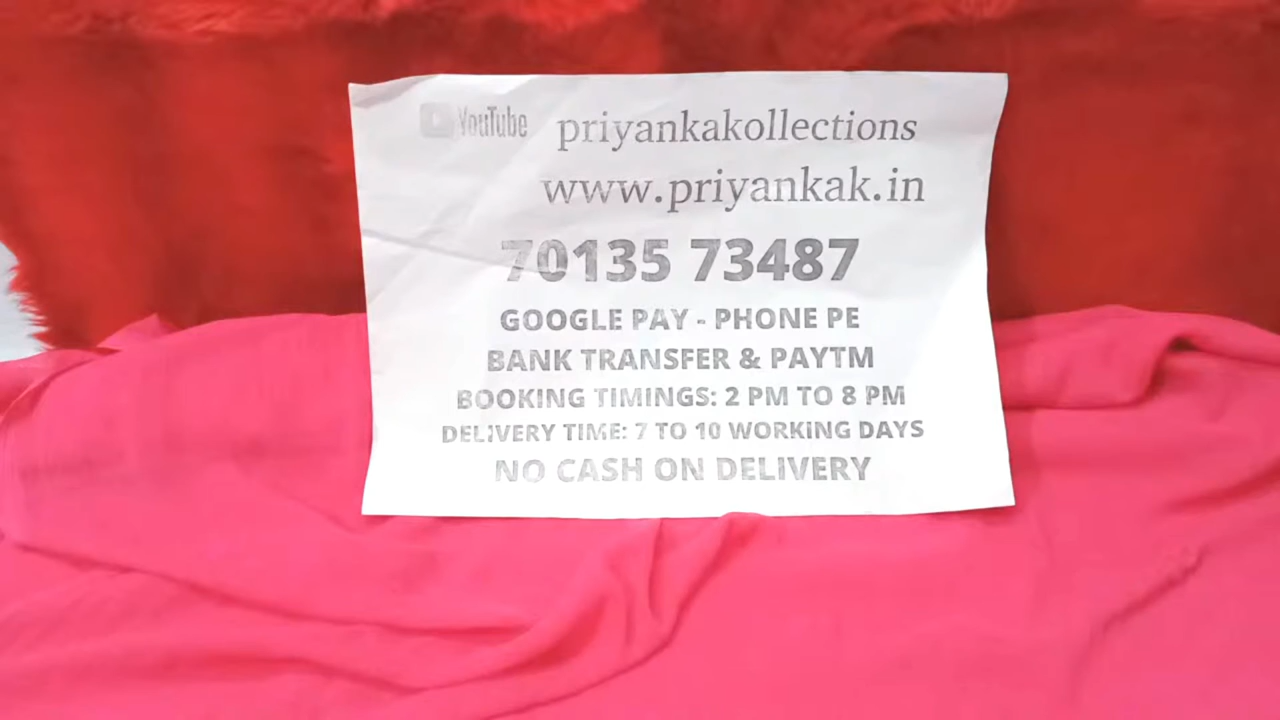 YouTube priyankakollections
www.priyankak.in
70135 73487
GOOGLE PAY - PHONE PE
BANK TRANSFER & PAYTM
BOOKING TIMINGS: 2 PM TO 8 PM
DELIVERY TIME: 7 TO 10 WORKING DAYS
NO CASH ON DELIVERY